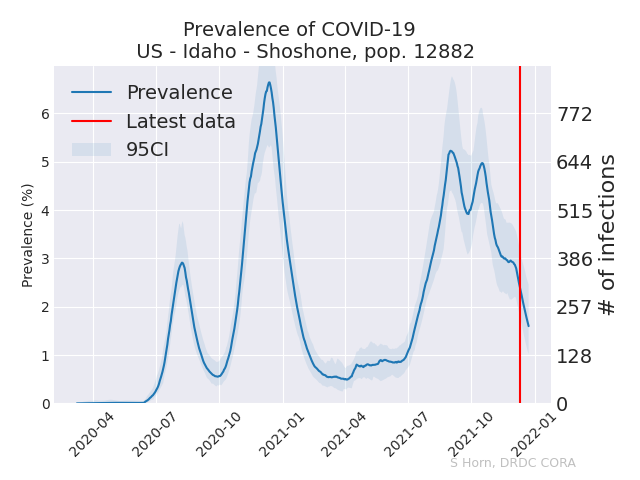 Prevalence of COVID-19
US - Idaho - Shoshone, pop. 12882
Prevalence
Latest data
95CI
Prevalence (%)
6
5
4
3
2
1
0
772
644
515
386
257
128
0
# of infections
2020-04
2020-07
2020-10
2021-01
2021-04
2021-07
2021-10
2022-01
S Horn, DRDC CORA